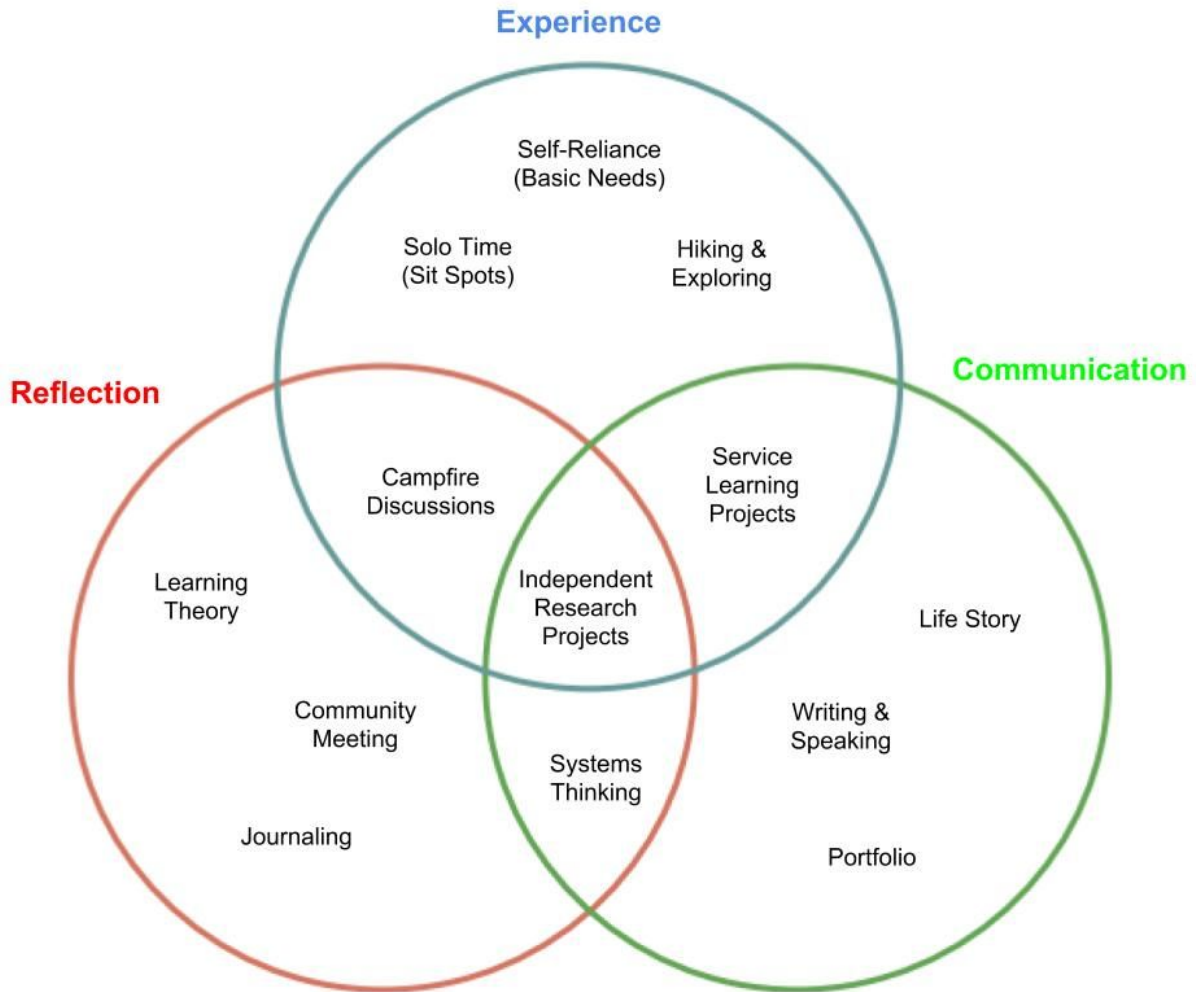 Experience
Self-Reliance
(Basic Needs)
Solo Time
(Sit Spots)
Hiking &
Exploring
Reflection
Communication
Campfire
Discussions
Service
Learning
Projects
Learning
Theory
Independent
Research
Projects
Life Story
Community
Meeting
Writing &
Speaking
Systems
Thinking
Journaling
Portfolio